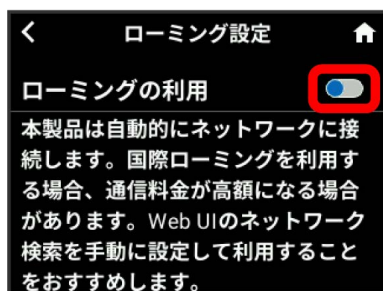 ローミング設定
ローミングの利用
本製品は自動的にネットワークに接
続します。国際ローミングを利用す
る場合、通信料金が高額になる場合
があります。Web UIのネットワーク
検索を手動に設定して利用すること
をおすすめします。